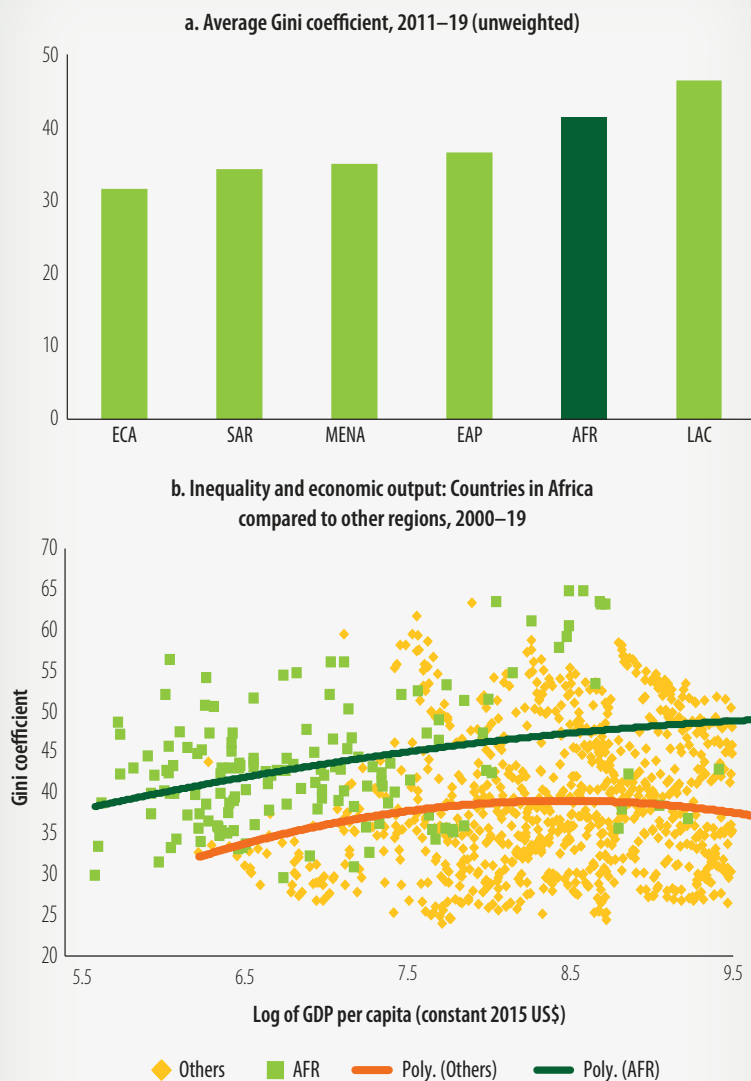 a. Average Gini coefficient, 2011–19 (unweighted)
50
40
30
20
10
0
ECA SAR MENA EAP AFR LAC
b. Inequality and economic output: Countries in Africa
compared to other regions, 2000–19
Gini coefficient
70
65
60
55
50
45
40
35
30
25
20
5.5 6.5 7.5 8.5 9.5
Log of GDP per capita (constant 2015 US$)
Others AFR Poly. (Others) Poly. (AFR)